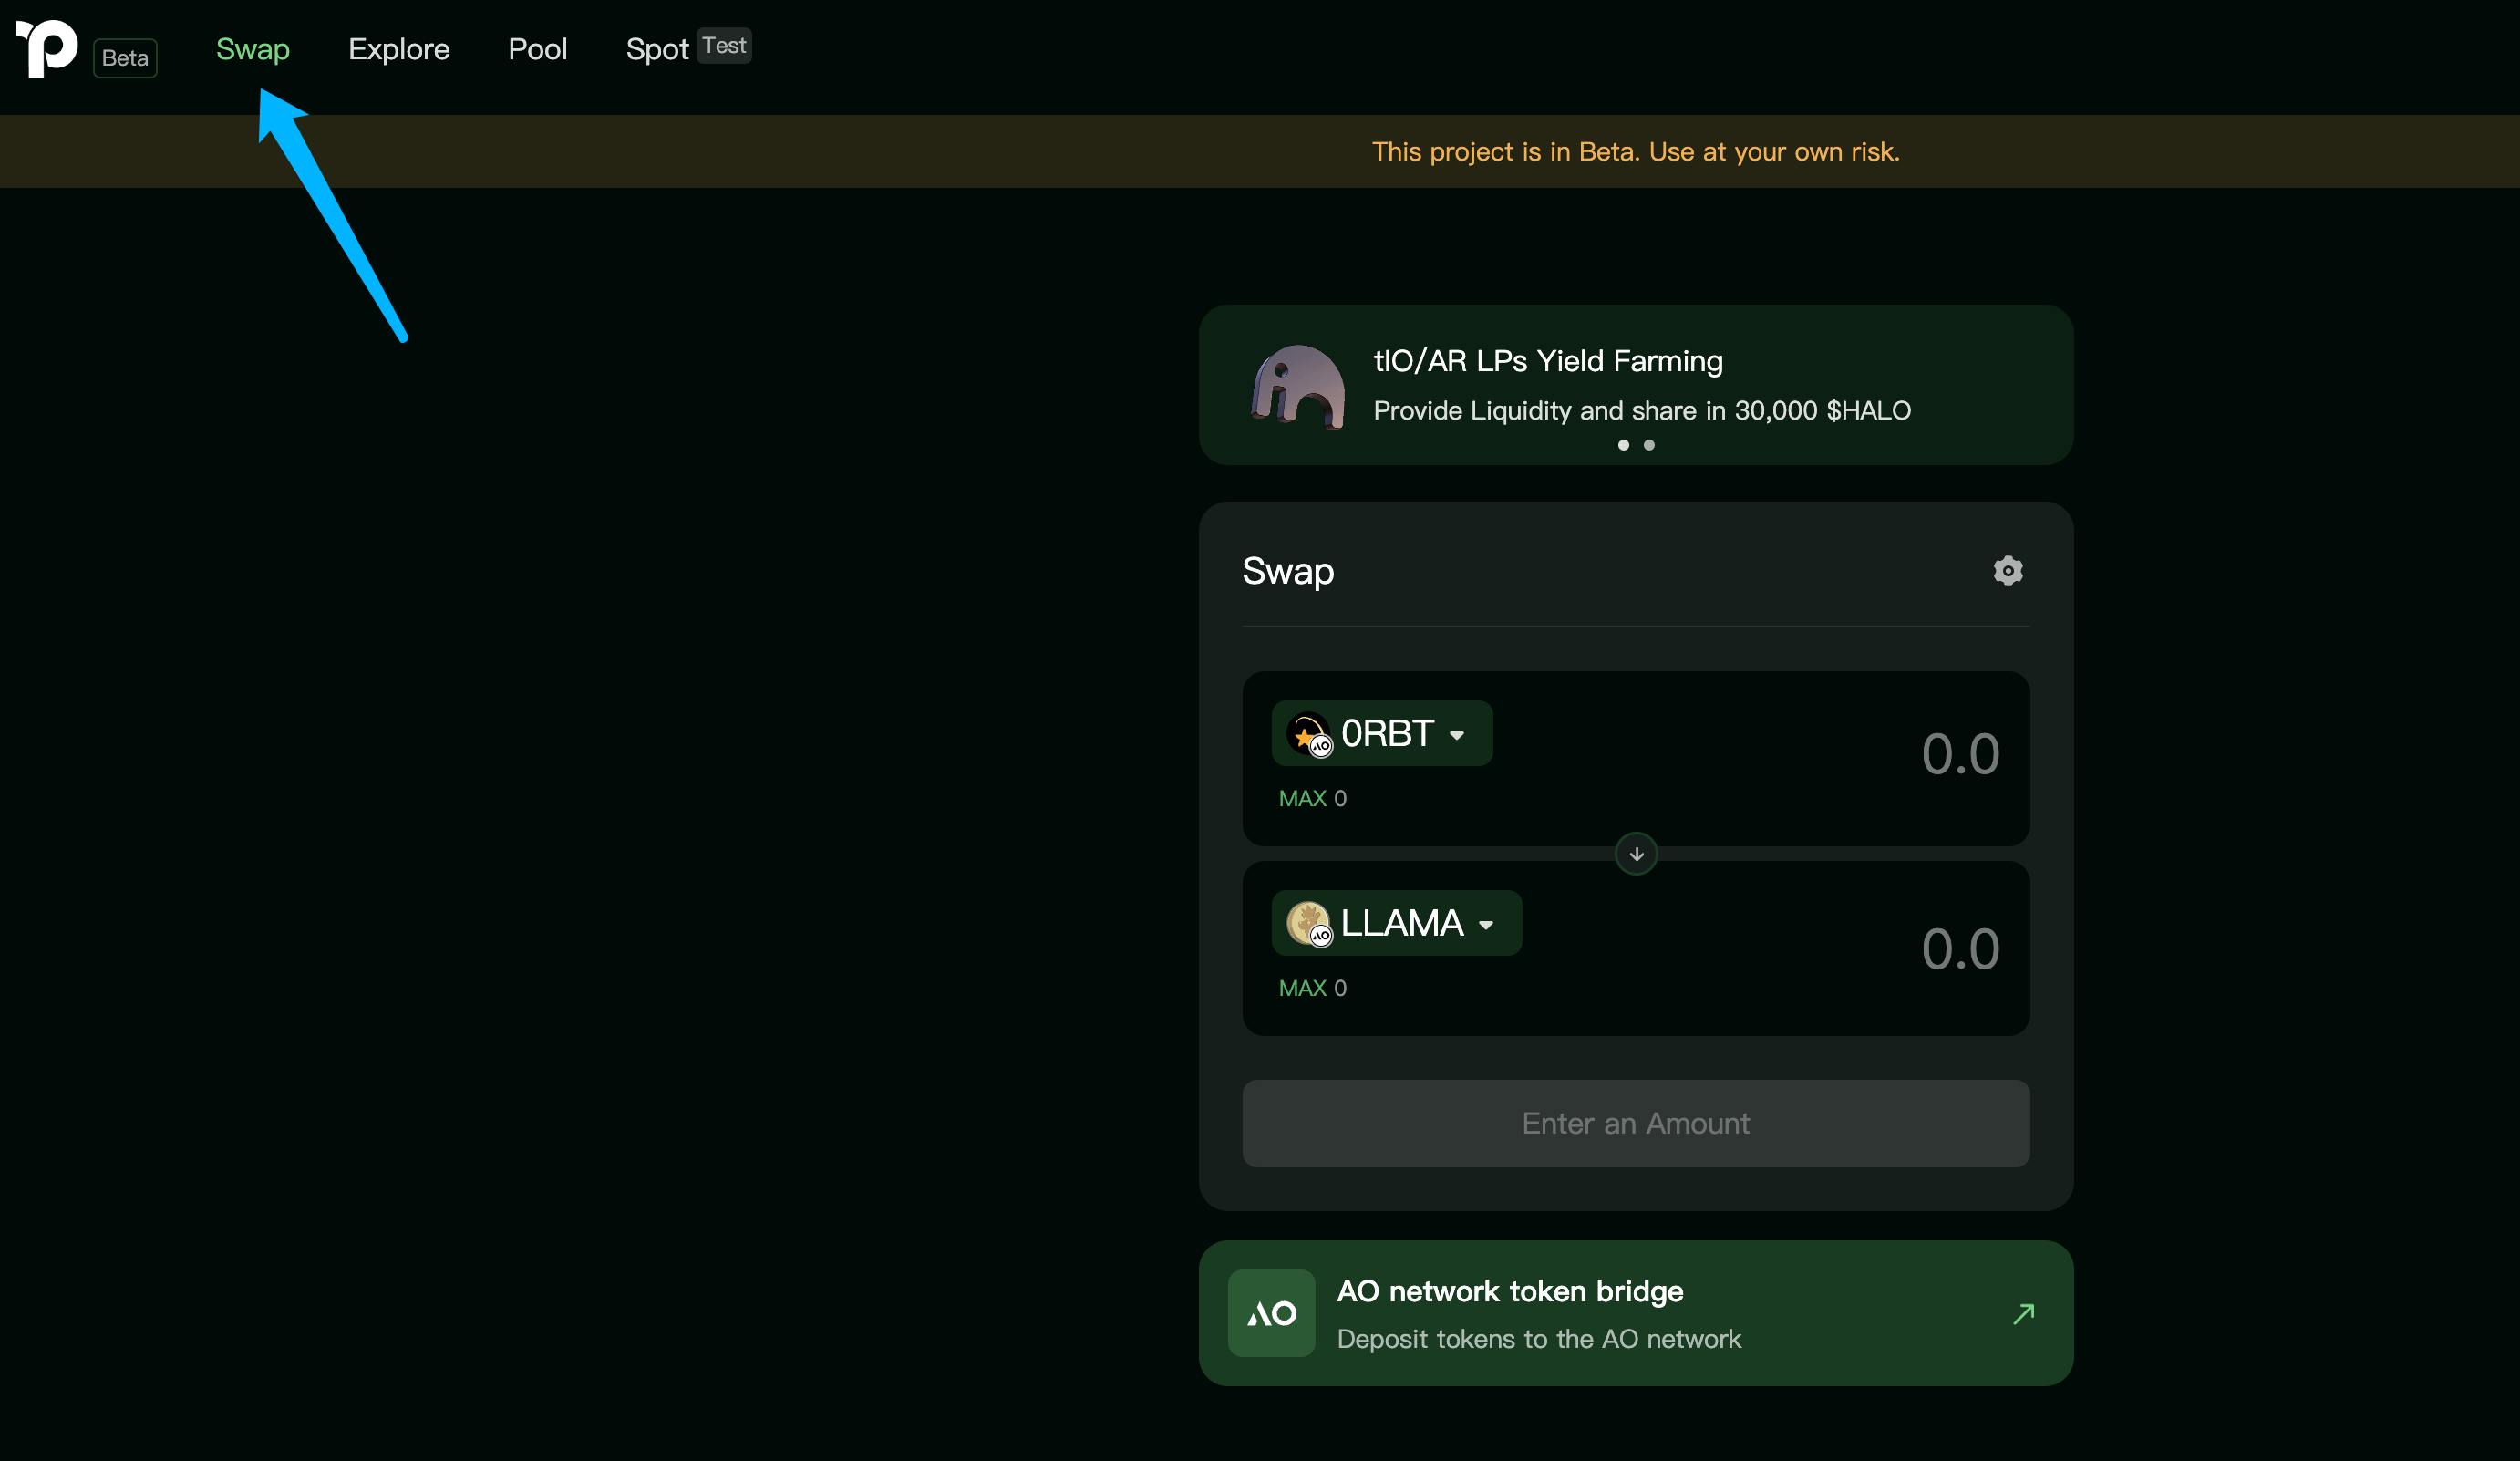 Beta Swap Explore Pool Spot Test
This project is in Beta. Use at your own risk.
tIO/AR LPs Yield Farming
Provide Liquidity and share in 30,000 $HALO
Swap
0RBT 0.0
MAX 0
LLAMA 0.0
MAX 0
Enter an Amount
AO network token bridge
Deposit tokens to the AO network